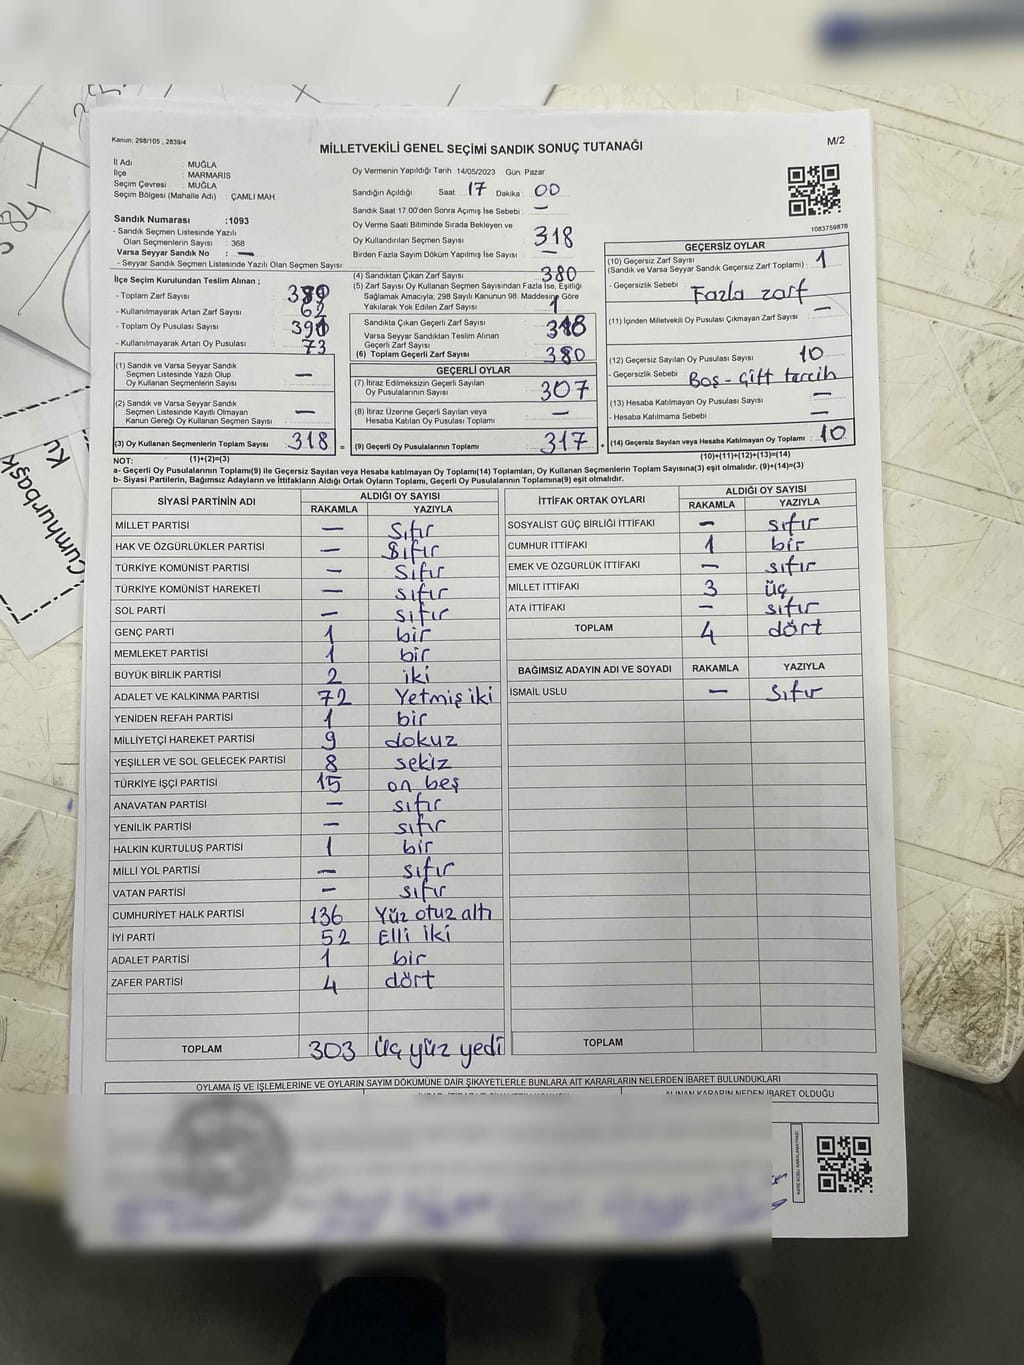 Kanun; 298/105 , 2839/4
MİLLETVEKİLİ GENEL SEÇİMİ SANDIK SONUÇ TUTANAĞI
M/2
İl Adı : MUĞLA
İlçe : MARMARİS
Seçim Çevresi : MUĞLA
Seçim Bölgesi (Mahalle Adı) : ÇAMLI MAH.
Sandık Numarası :1093
- Sandık Seçmen Listesinde Yazılı
Olan Seçmenlerin Sayısı : 368
Varsa Seyyar Sandık No : —
- Seyyar Sandık Seçmen Listesinde Yazılı Olan Seçmen Sayısı:
Oy Vermenin Yapıldığı Tarih 14/05/2023 Gün: Pazar
Sandığın Açıldığı Saat: 17 Dakika: 00
Sandık Saat 17.00'den Sonra Açımış İse Sebebi : —
Oy Verme Saati Bitiminde Sırada Bekleyen ve
Oy Kullandırılan Seçmen Sayısı 318
Birden Fazla Sayım Döküm Yapılmış İse Sayısı : —
1083759876
İlçe Seçim Kurulundan Teslim Alınan ;
- Toplam Zarf Sayısı
- Kullanılmayarak Artan Zarf Sayısı : 62
- Toplam Oy Pusulası Sayısı
- Kullanılmayarak Artan Oy Pusulası : 73
(1) Sandık ve Varsa Seyyar Sandık
Seçmen Listesinde Yazılı Olup —
Oy Kullanan Seçmenlerin Sayısı
(2) Sandık ve Varsa Seyyar Sandık
Seçmen Listesinde Kayıtlı Olmayan —
Kanun Gereği Oy Kullanan Seçmen Sayısı
(3) Oy Kullanan Seçmenlerin Toplam Sayısı 318 =
(1)+(2)=(3)
(4) Sandıktan Çıkan Zarf Sayısı : 380
(5) Zarf Sayısı Oy Kullanan Seçmen Sayısından Fazla İse, Eşitliği
Sağlamak Amacıyla; 298 Sayılı Kanunun 98. Maddesine Göre
Yakılarak Yok Edilen Zarf Sayısı : 1
Sandıkta Çıkan Geçerli Zarf Sayısı
Varsa Seyyar Sandıktan Teslim Alınan
Geçerli Zarf Sayısı
(6) Toplam Geçerli Zarf Sayısı 380
GEÇERLİ OYLAR
(7) İtiraz Edilmeksizin Geçerli Sayılan
Oy Pusulası Sayısı 307
(8) İtiraz Üzerine Geçerli Sayılan veya
Hesaba Katılan Oy Pusulası Toplamı —
(9) Geçerli Oy Pusulalarının Toplamı 317 +
GEÇERSİZ OYLAR
(10) Geçersiz Zarf Sayısı
(Sandık ve Varsa Seyyar Sandık Geçersiz Zarf Toplamı) : 1
- Geçersizlik Sebebi : Fazla zarf
(11) İçinden Milletvekili Oy Pusulası Çıkmayan Zarf Sayısı : —
(12) Geçersiz Sayılan Oy Pusulası Sayısı : 10
- Geçersizlik Sebebi : Boş - Çift tercih
(13) Hesaba Katılmayan Oy Pusulası Sayısı : —
- Hesaba Katılmama Sebebi : —
(14) Geçersiz Sayılan veya Hesaba Katılmayan Oy Toplamı 10
(10)+(11)+(12)+(13)=(14)
NOT:
a- Geçerli Oy Pusulalarının Toplamı(9) ile Geçersiz Sayılan veya Hesaba katılmayan Oy Toplamı(14) Toplamları, Oy Kullanan Seçmenlerin Toplam Sayısına(3) eşit olmalıdır. (9)+(14)=(3)
b- Siyasi Partilerin, Bağımsız Adayların ve İttifakların Aldığı Ortak Oyların Toplamı, Geçerli Oy Pusulalarının Toplamına(9) eşit olmalıdır.
SİYASİ PARTİNİN ADI ALDIĞI OY SAYISI
RAKAMLA YAZIYLA
MİLLET PARTİSİ — Sıfır
HAK VE ÖZGÜRLÜKLER PARTİSİ — Sıfır
TÜRKİYE KOMÜNİST PARTİSİ — Sıfır
TÜRKİYE KOMÜNİST HAREKETİ — sıfır
SOL PARTİ — sıfır
GENÇ PARTİ 1 bir
MEMLEKET PARTİSİ 1 bir
BÜYÜK BİRLİK PARTİSİ 2 iki
ADALET VE KALKINMA PARTİSİ 72 Yetmiş iki
YENİDEN REFAH PARTİSİ 1 bir
MİLLİYETÇİ HAREKET PARTİSİ 9 dokuz
YEŞİLLER VE SOL GELECEK PARTİSİ 8 sekiz
TÜRKİYE İŞÇİ PARTİSİ 15 on beş
ANAVATAN PARTİSİ — sıfır
YENİLİK PARTİSİ — sıfır
HALKIN KURTULUŞ PARTİSİ 1 bir
MİLLİ YOL PARTİSİ — sıfır
VATAN PARTİSİ — sıfır
CUMHURİYET HALK PARTİSİ 136 Yüz otuz altı
İYİ PARTİ 52 Elli iki
ADALET PARTİSİ 1 bir
ZAFER PARTİSİ 4 dört
TOPLAM 303 üç yüz yedi
İTTİFAK ORTAK OYLARI ALDIĞI OY SAYISI
RAKAMLA YAZIYLA
SOSYALİST GÜÇ BİRLİĞİ İTTİFAKI — sıfır
CUMHUR İTTİFAKI 1 bir
EMEK VE ÖZGÜRLÜK İTTİFAKI — sıfır
MİLLET İTTİFAKI 3 üç
ATA İTTİFAKI — sıfır
TOPLAM 4 dört
BAĞIMSIZ ADAYIN ADI VE SOYADI RAKAMLA YAZIYLA
İSMAİL USLU — Sıfır
TOPLAM
OYLAMA İŞ VE İŞLEMLERİNE VE OYLARIN SAYIM DÖKÜMÜNE DAİR ŞİKAYETLERLE BUNLARA AİT KARARLARIN NELERDEN İBARET BULUNDUKLARI
ALINAN KARARIN NEDEN İBARET OLDUĞU
Cumhurbaşk